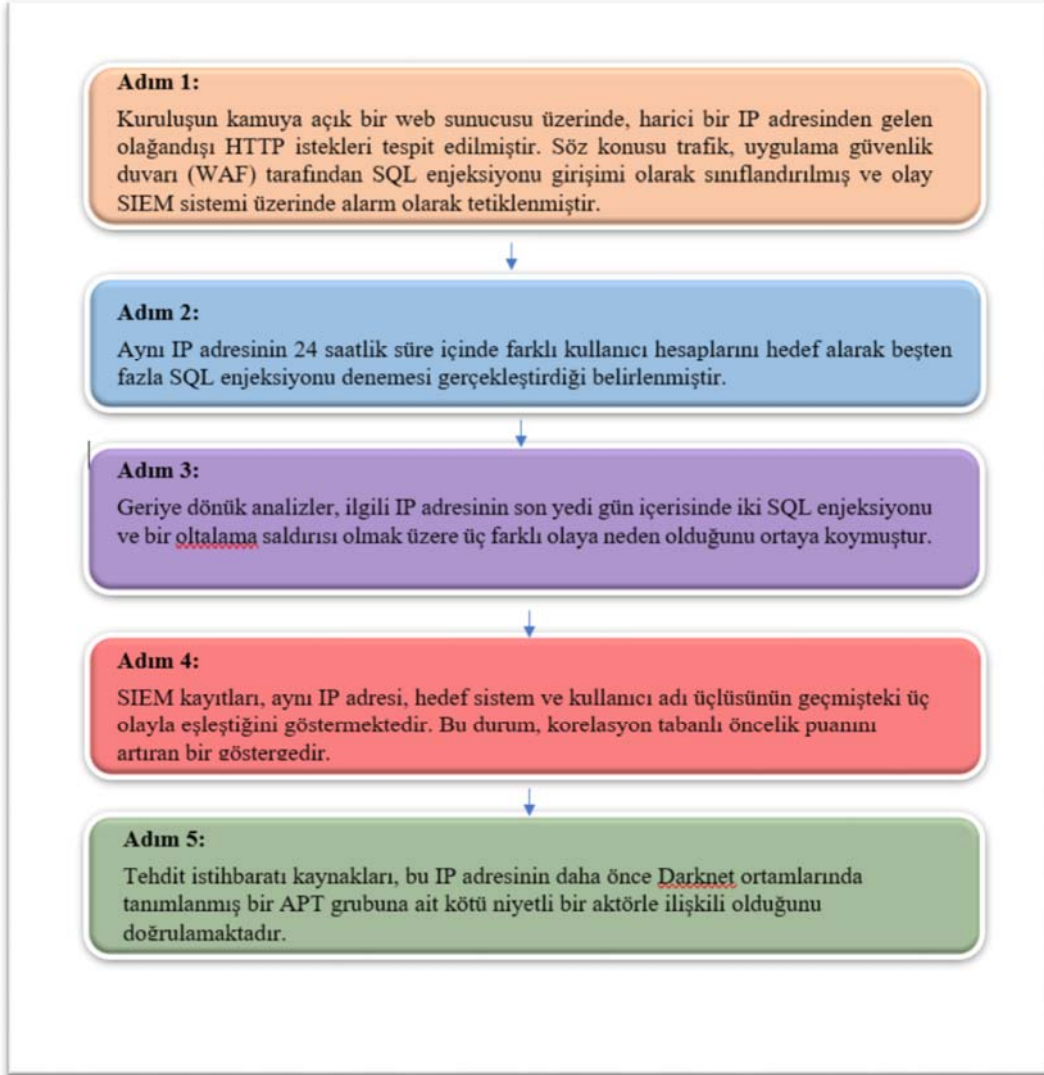 Adım 1:
Kuruluşun kamuya açık bir web sunucusu üzerinde, harici bir IP adresinden gelen
olağandışı HTTP istekleri tespit edilmiştir. Söz konusu trafik, uygulama güvenlik
duvarı (WAF) tarafından SQL enjeksiyonu girişimi olarak sınıflandırılmış ve olay
SIEM sistemi üzerinde alarm olarak tetiklenmiştir.
Adım 2:
Aynı IP adresinin 24 saatlik süre içinde farklı kullanıcı hesaplarını hedef alarak beşten
fazla SQL enjeksiyonu denemesi gerçekleştirdiği belirlenmiştir.
Adım 3:
Geriye dönük analizler, ilgili IP adresinin son yedi gün içerisinde iki SQL enjeksiyonu
ve bir oltalama saldırısı olmak üzere üç farklı olaya neden olduğunu ortaya koymuştur.
Adım 4:
SIEM kayıtları, aynı IP adresi, hedef sistem ve kullanıcı adı üçlüsünün geçmişteki üç
olayla eşleştiğini göstermektedir. Bu durum, korelasyon tabanlı öncelik puanını
artıran bir göstergedir.
Adım 5:
Tehdit istihbaratı kaynakları, bu IP adresinin daha önce Darknet ortamlarında
tanımlanmış bir APT grubuna ait kötü niyetli bir aktörle ilişkili olduğunu
doğrulamaktadır.